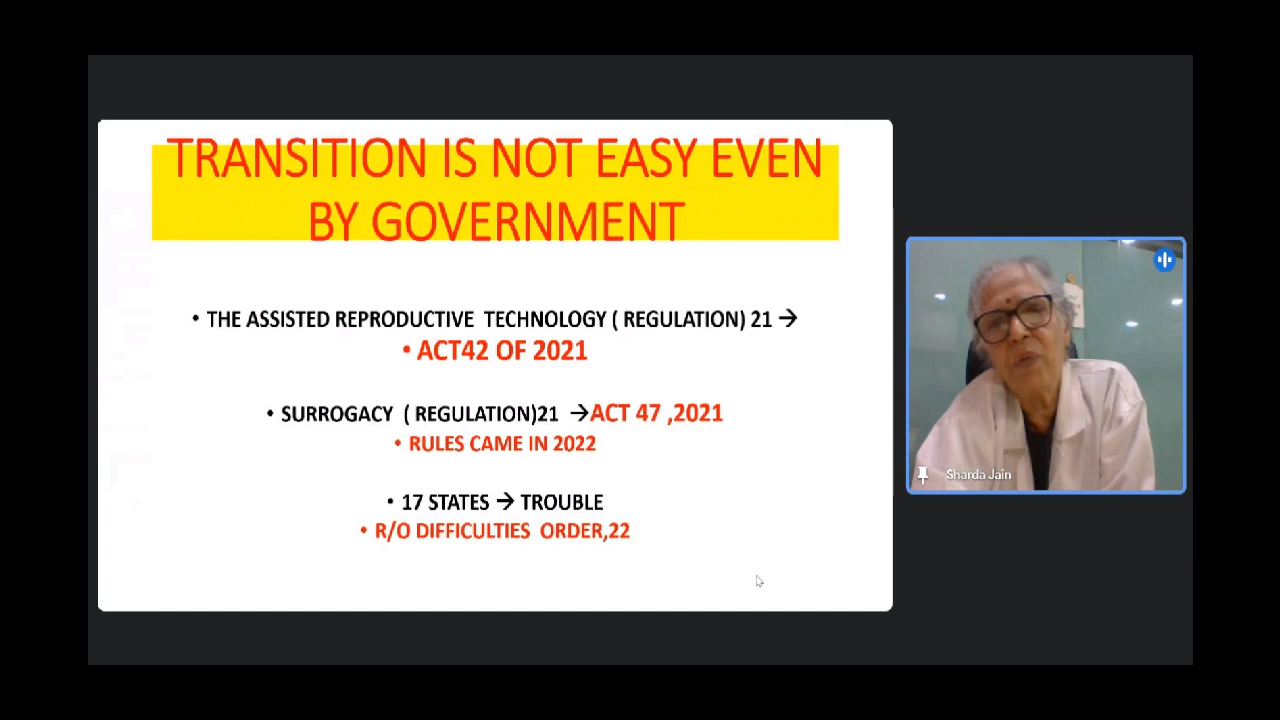 TRANSITION IS NOT EASY EVEN
BY GOVERNMENT
• THE ASSISTED REPRODUCTIVE TECHNOLOGY ( REGULATION) 21 →
• ACT42 OF 2021
• SURROGACY ( REGULATION)21 →ACT 47 ,2021
• RULES CAME IN 2022
• 17 STATES → TROUBLE
• R/O DIFFICULTIES ORDER,22
Sharda Jain